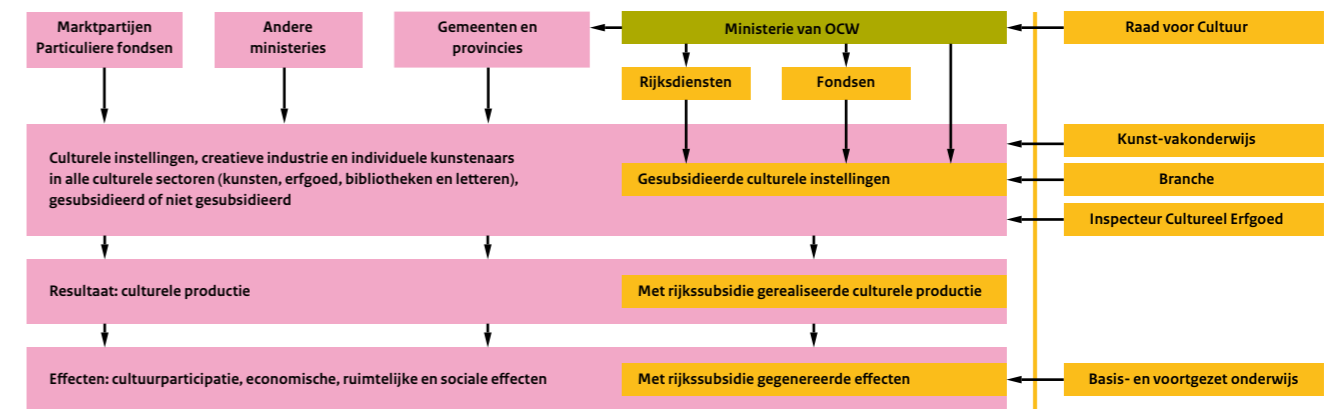 Marktpartijen
Particuliere fondsen
Andere
ministeries
Gemeenten en
provincies
Ministerie van OCW
Raad voor Cultuur
Rijksdiensten
Fondsen
Culturele instellingen, creatieve industrie en individuele kunstenaars
in alle culturele sectoren (kunsten, erfgoed, bibliotheken en letteren),
gesubsidieerd of niet gesubsidieerd
Gesubsidieerde culturele instellingen
Kunst-vakonderwijs
Branche
Inspecteur Cultureel Erfgoed
Resultaat: culturele productie
Met rijkssubsidie gerealiseerde culturele productie
Effecten: cultuurparticipatie, economische, ruimtelijke en sociale effecten
Met rijkssubsidie gegenereerde effecten
Basis- en voortgezet onderwijs